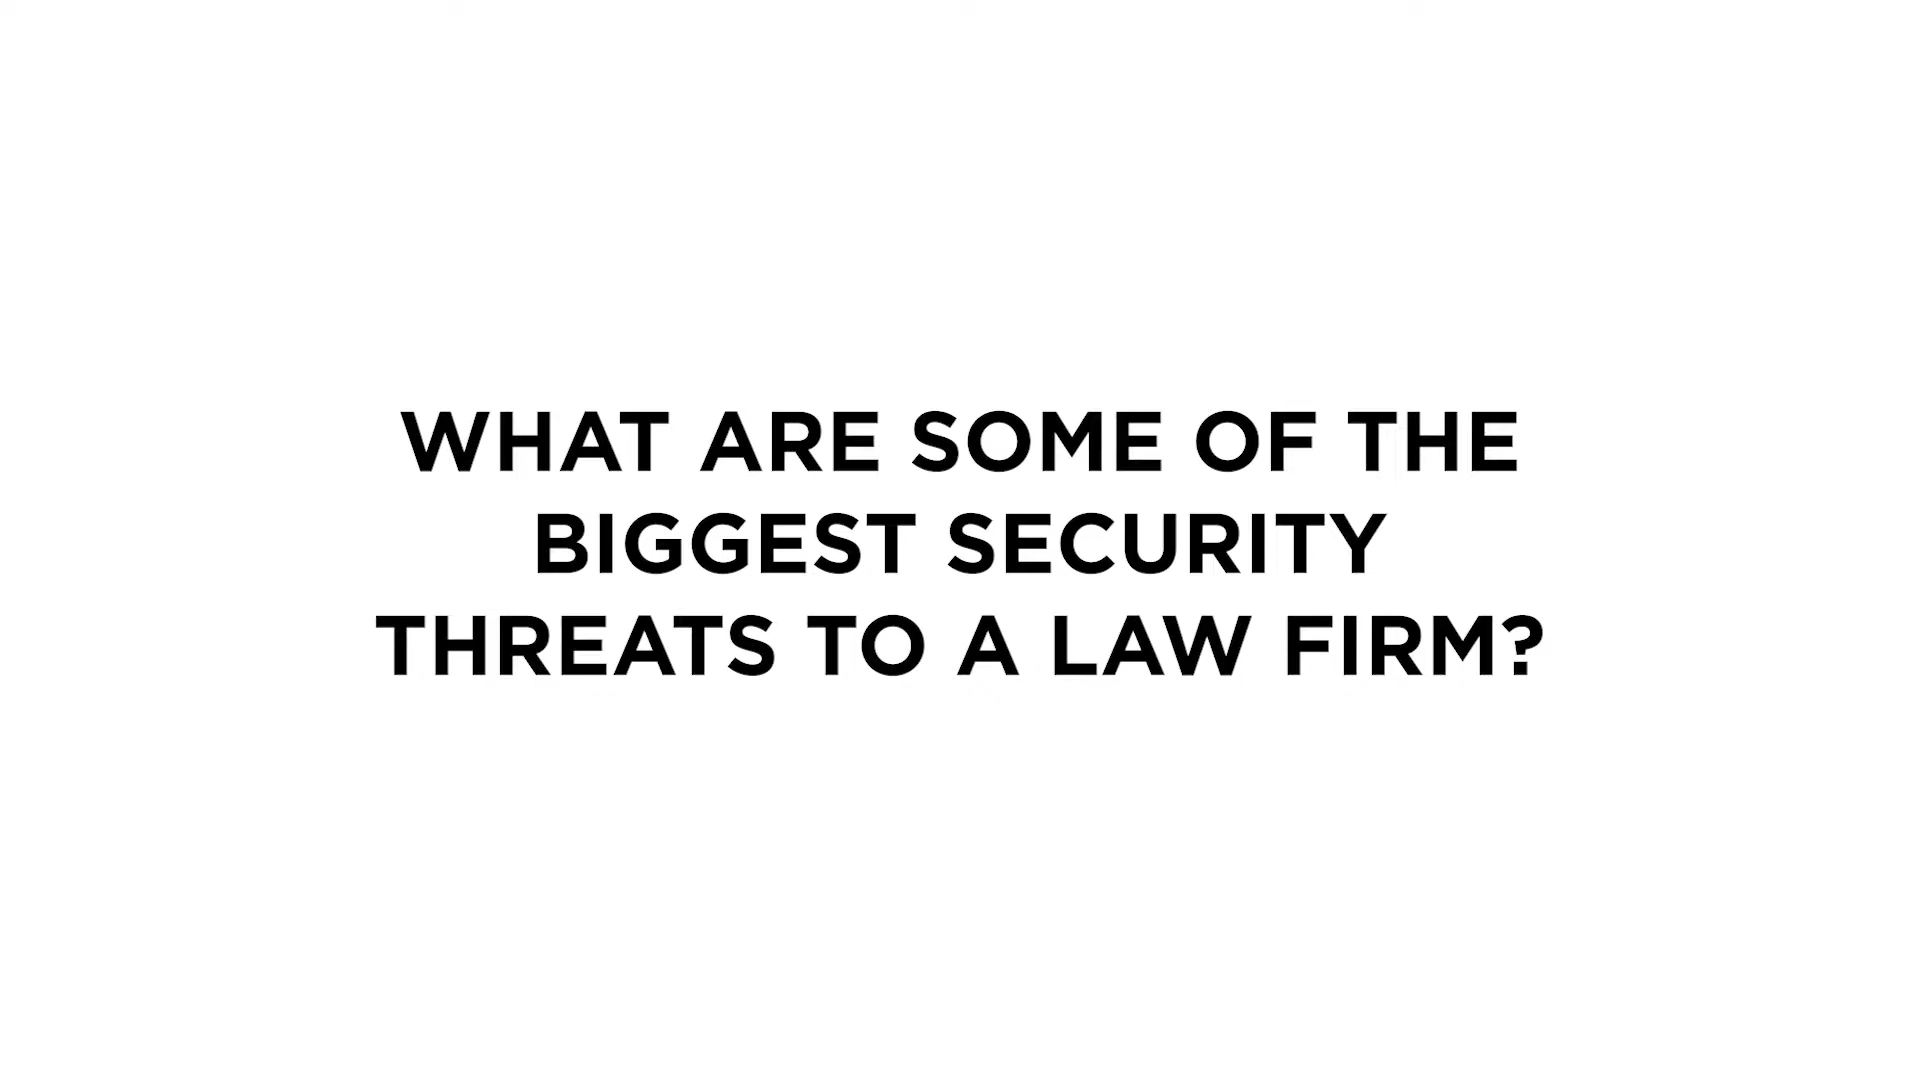 WHAT ARE SOME OF THE
BIGGEST SECURITY
THREATS TO A LAW FIRM?